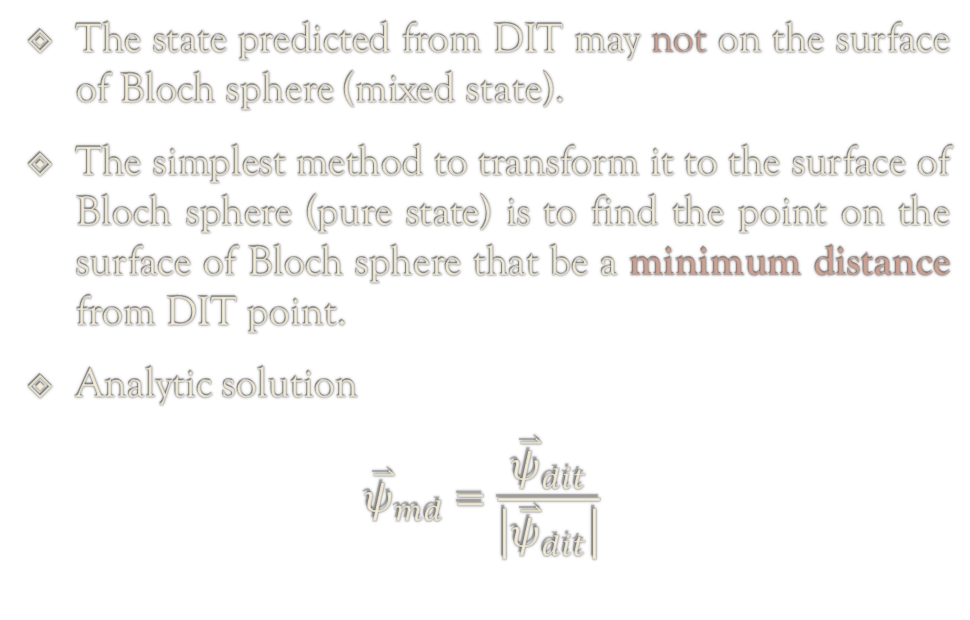 ❖ The state predicted from DIT may not on the surface
of Bloch sphere (mixed state).
❖ The simplest method to transform it to the surface of
Bloch sphere (pure state) is to find the point on the
surface of Bloch sphere that be a minimum distance
from DIT point.
❖ Analytic solution
$\vec{\psi}_{md} = \frac{\vec{\psi}_{dit}}{|\vec{\psi}_{dit}|}$